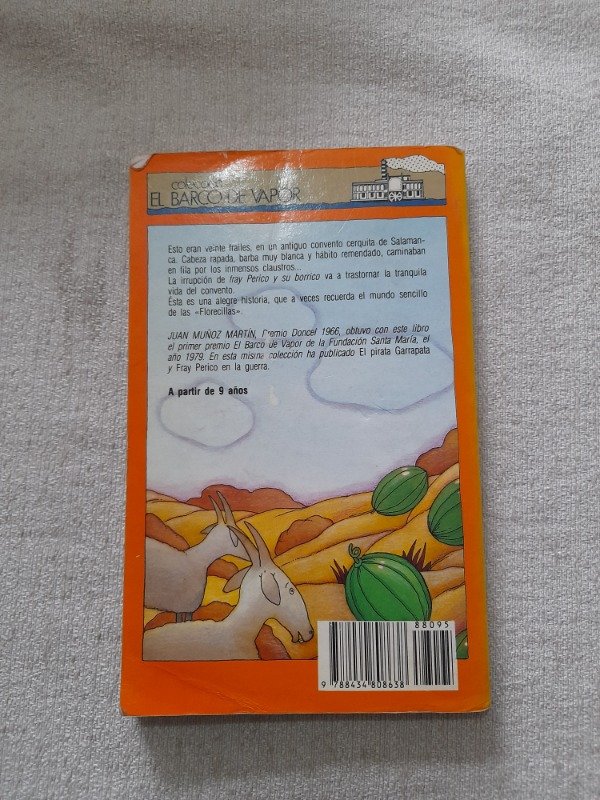 colección
EL BARCO DE VAPOR
Esto eran veinte frailes, en un antiguo convento cerquita de Salaman-
ca. Cabeza rapada, barba muy blanca y hábito remendado, caminaban
en fila por los inmensos claustros...
La irrupción de fray Perico y su borrico va a trastornar la tranquila
vida del convento.
Ésta es una alegre historia, que a veces recuerda el mundo sencillo
de las «Florecillas».
JUAN MUÑOZ MARTÍN, Premio Doncel 1966, obtuvo con este libro
el primer premio El Barco de Vapor de la Fundación Santa María, el
año 1979. En esta misma colección ha publicado El pirata Garrapata
y Fray Perico en la guerra.
A partir de 9 años
88095
9 788434 808638